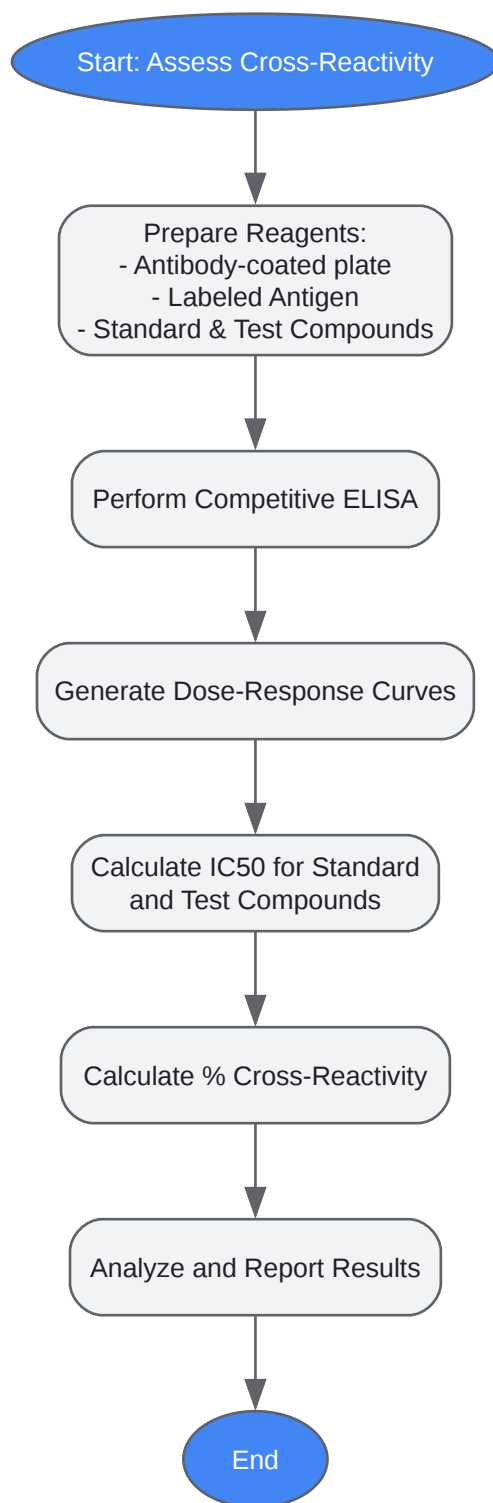 Start: Assess Cross-Reactivity
Prepare Reagents:
- Antibody-coated plate
- Labeled Antigen
- Standard & Test Compounds
Perform Competitive ELISA
Generate Dose-Response Curves
Calculate IC50 for Standard
and Test Compounds
Calculate % Cross-Reactivity
Analyze and Report Results
End